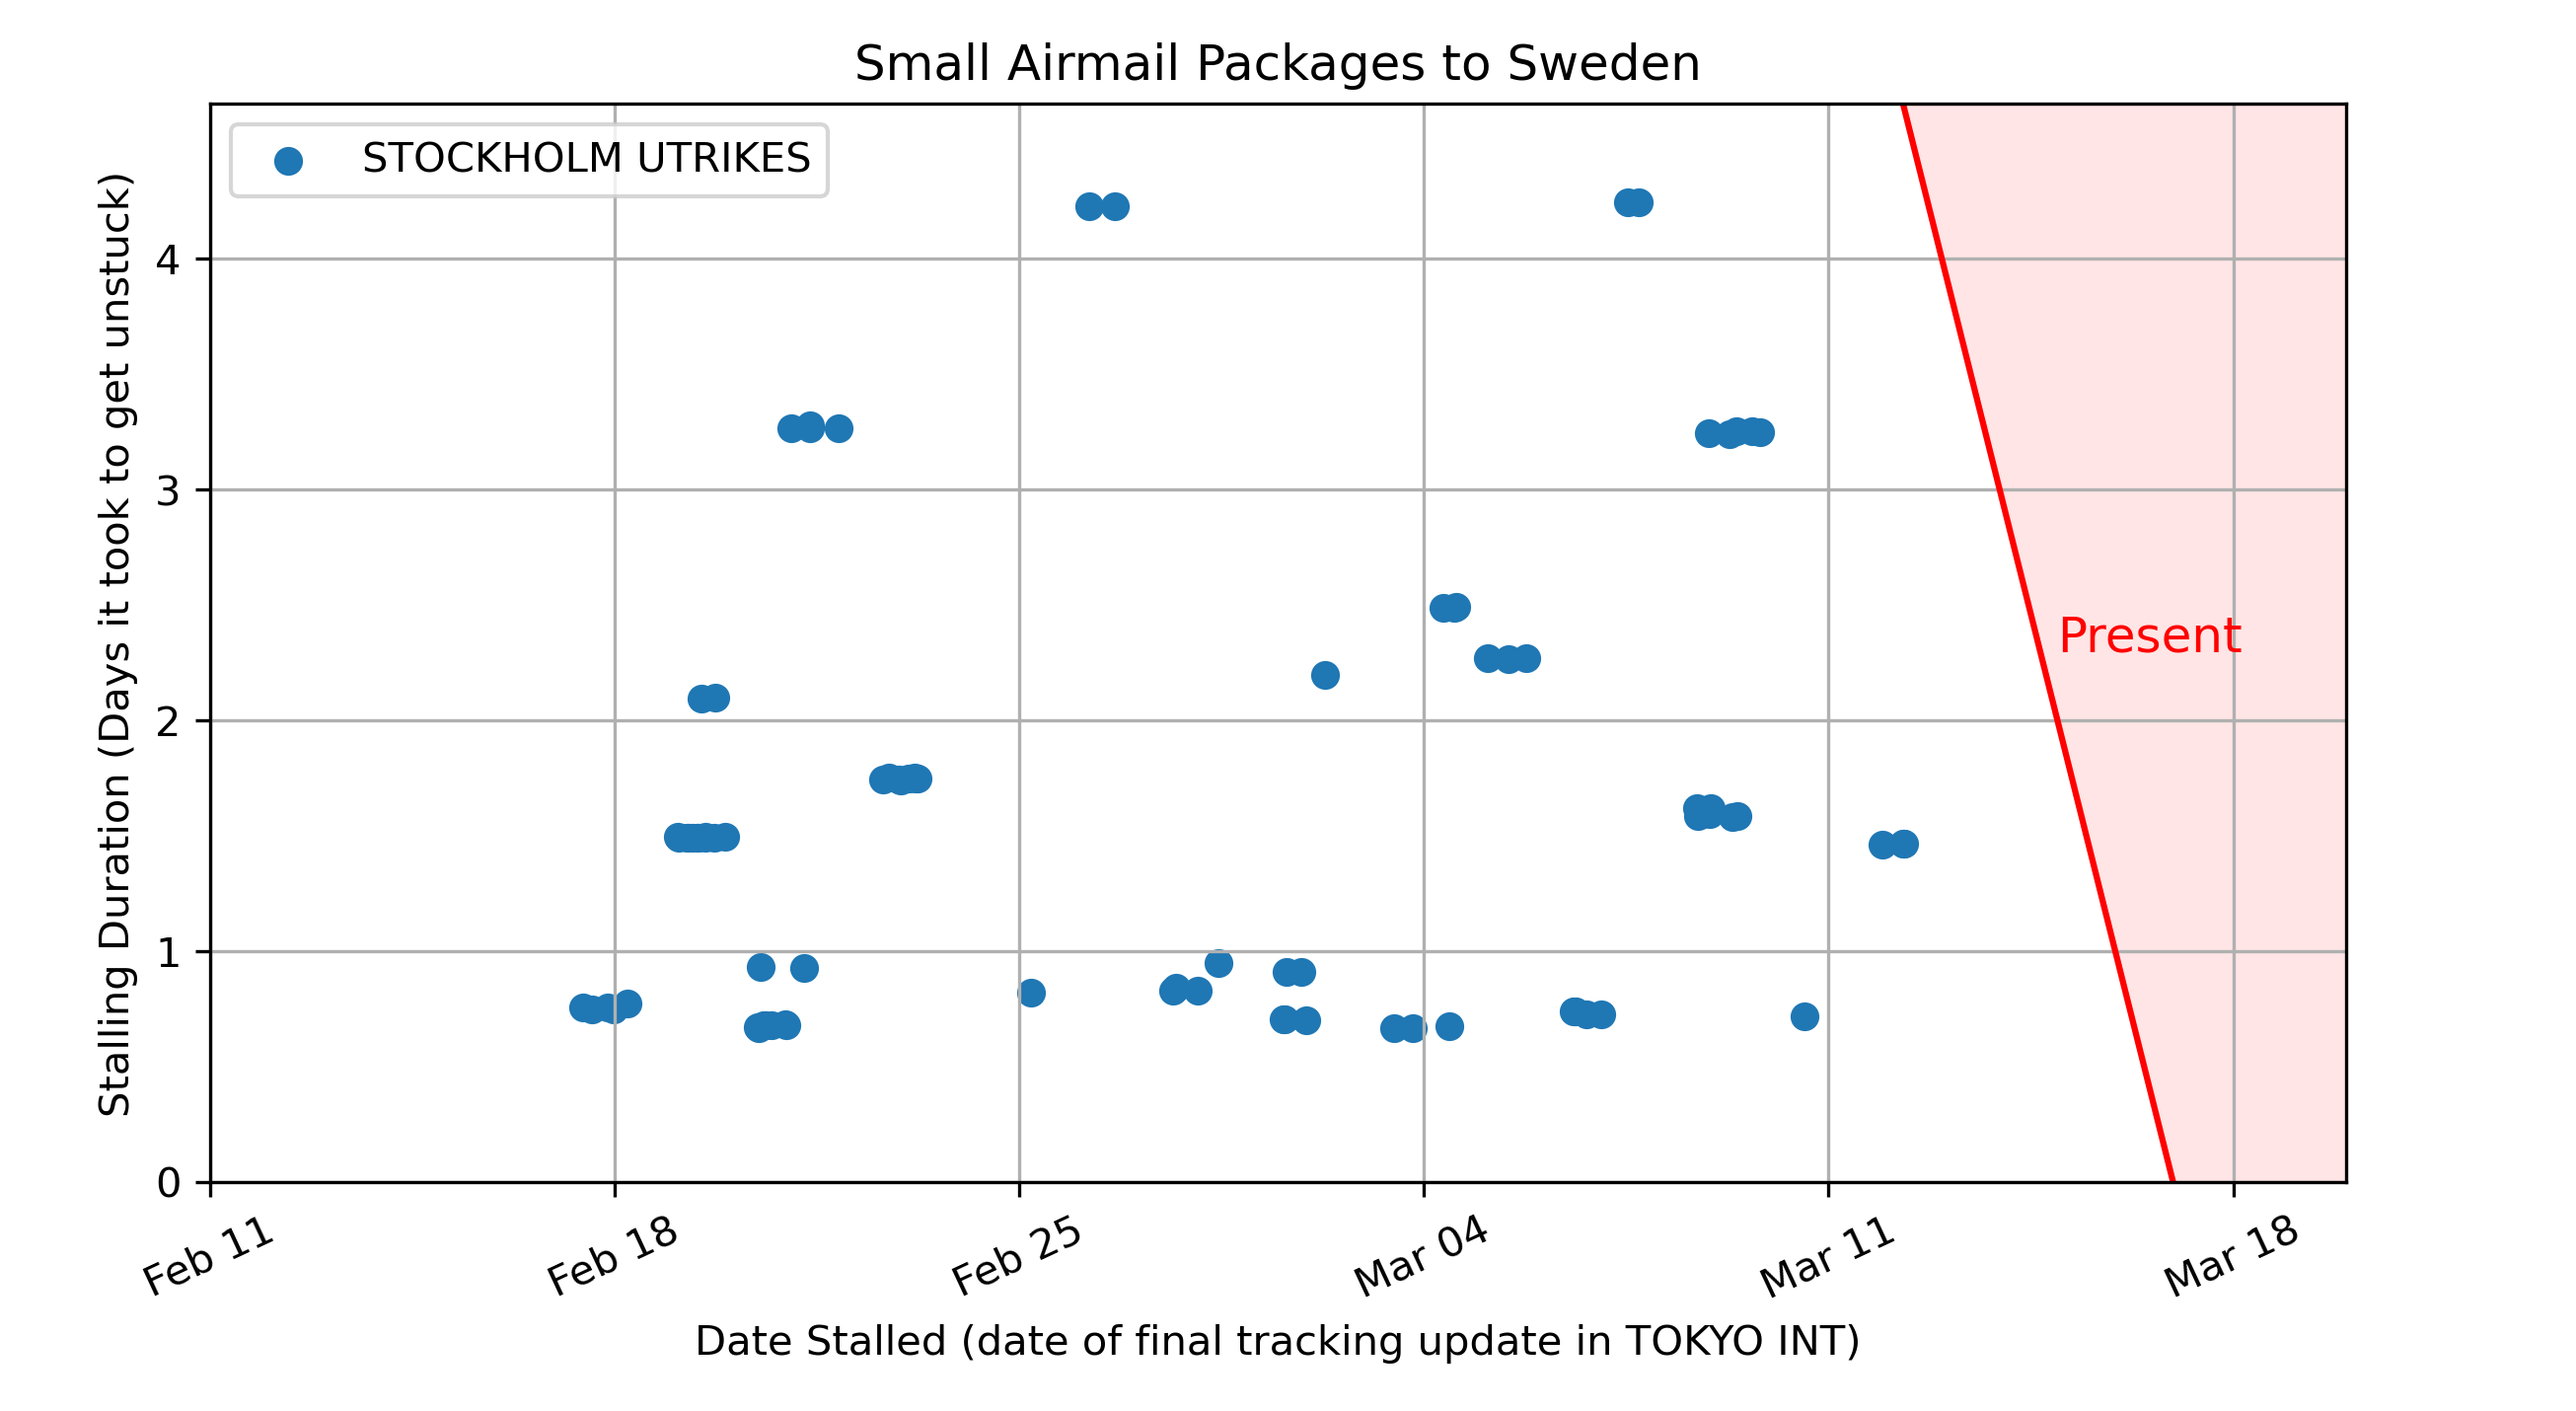 Small Airmail Packages to Sweden
STOCKHOLM UTRIKES
Stalling Duration (Days it took to get unstuck)
4
3
2
1
0
Present
Feb 11
Feb 18
Feb 25
Mar 04
Mar 11
Mar 18
Date Stalled (date of final tracking update in TOKYO INT)